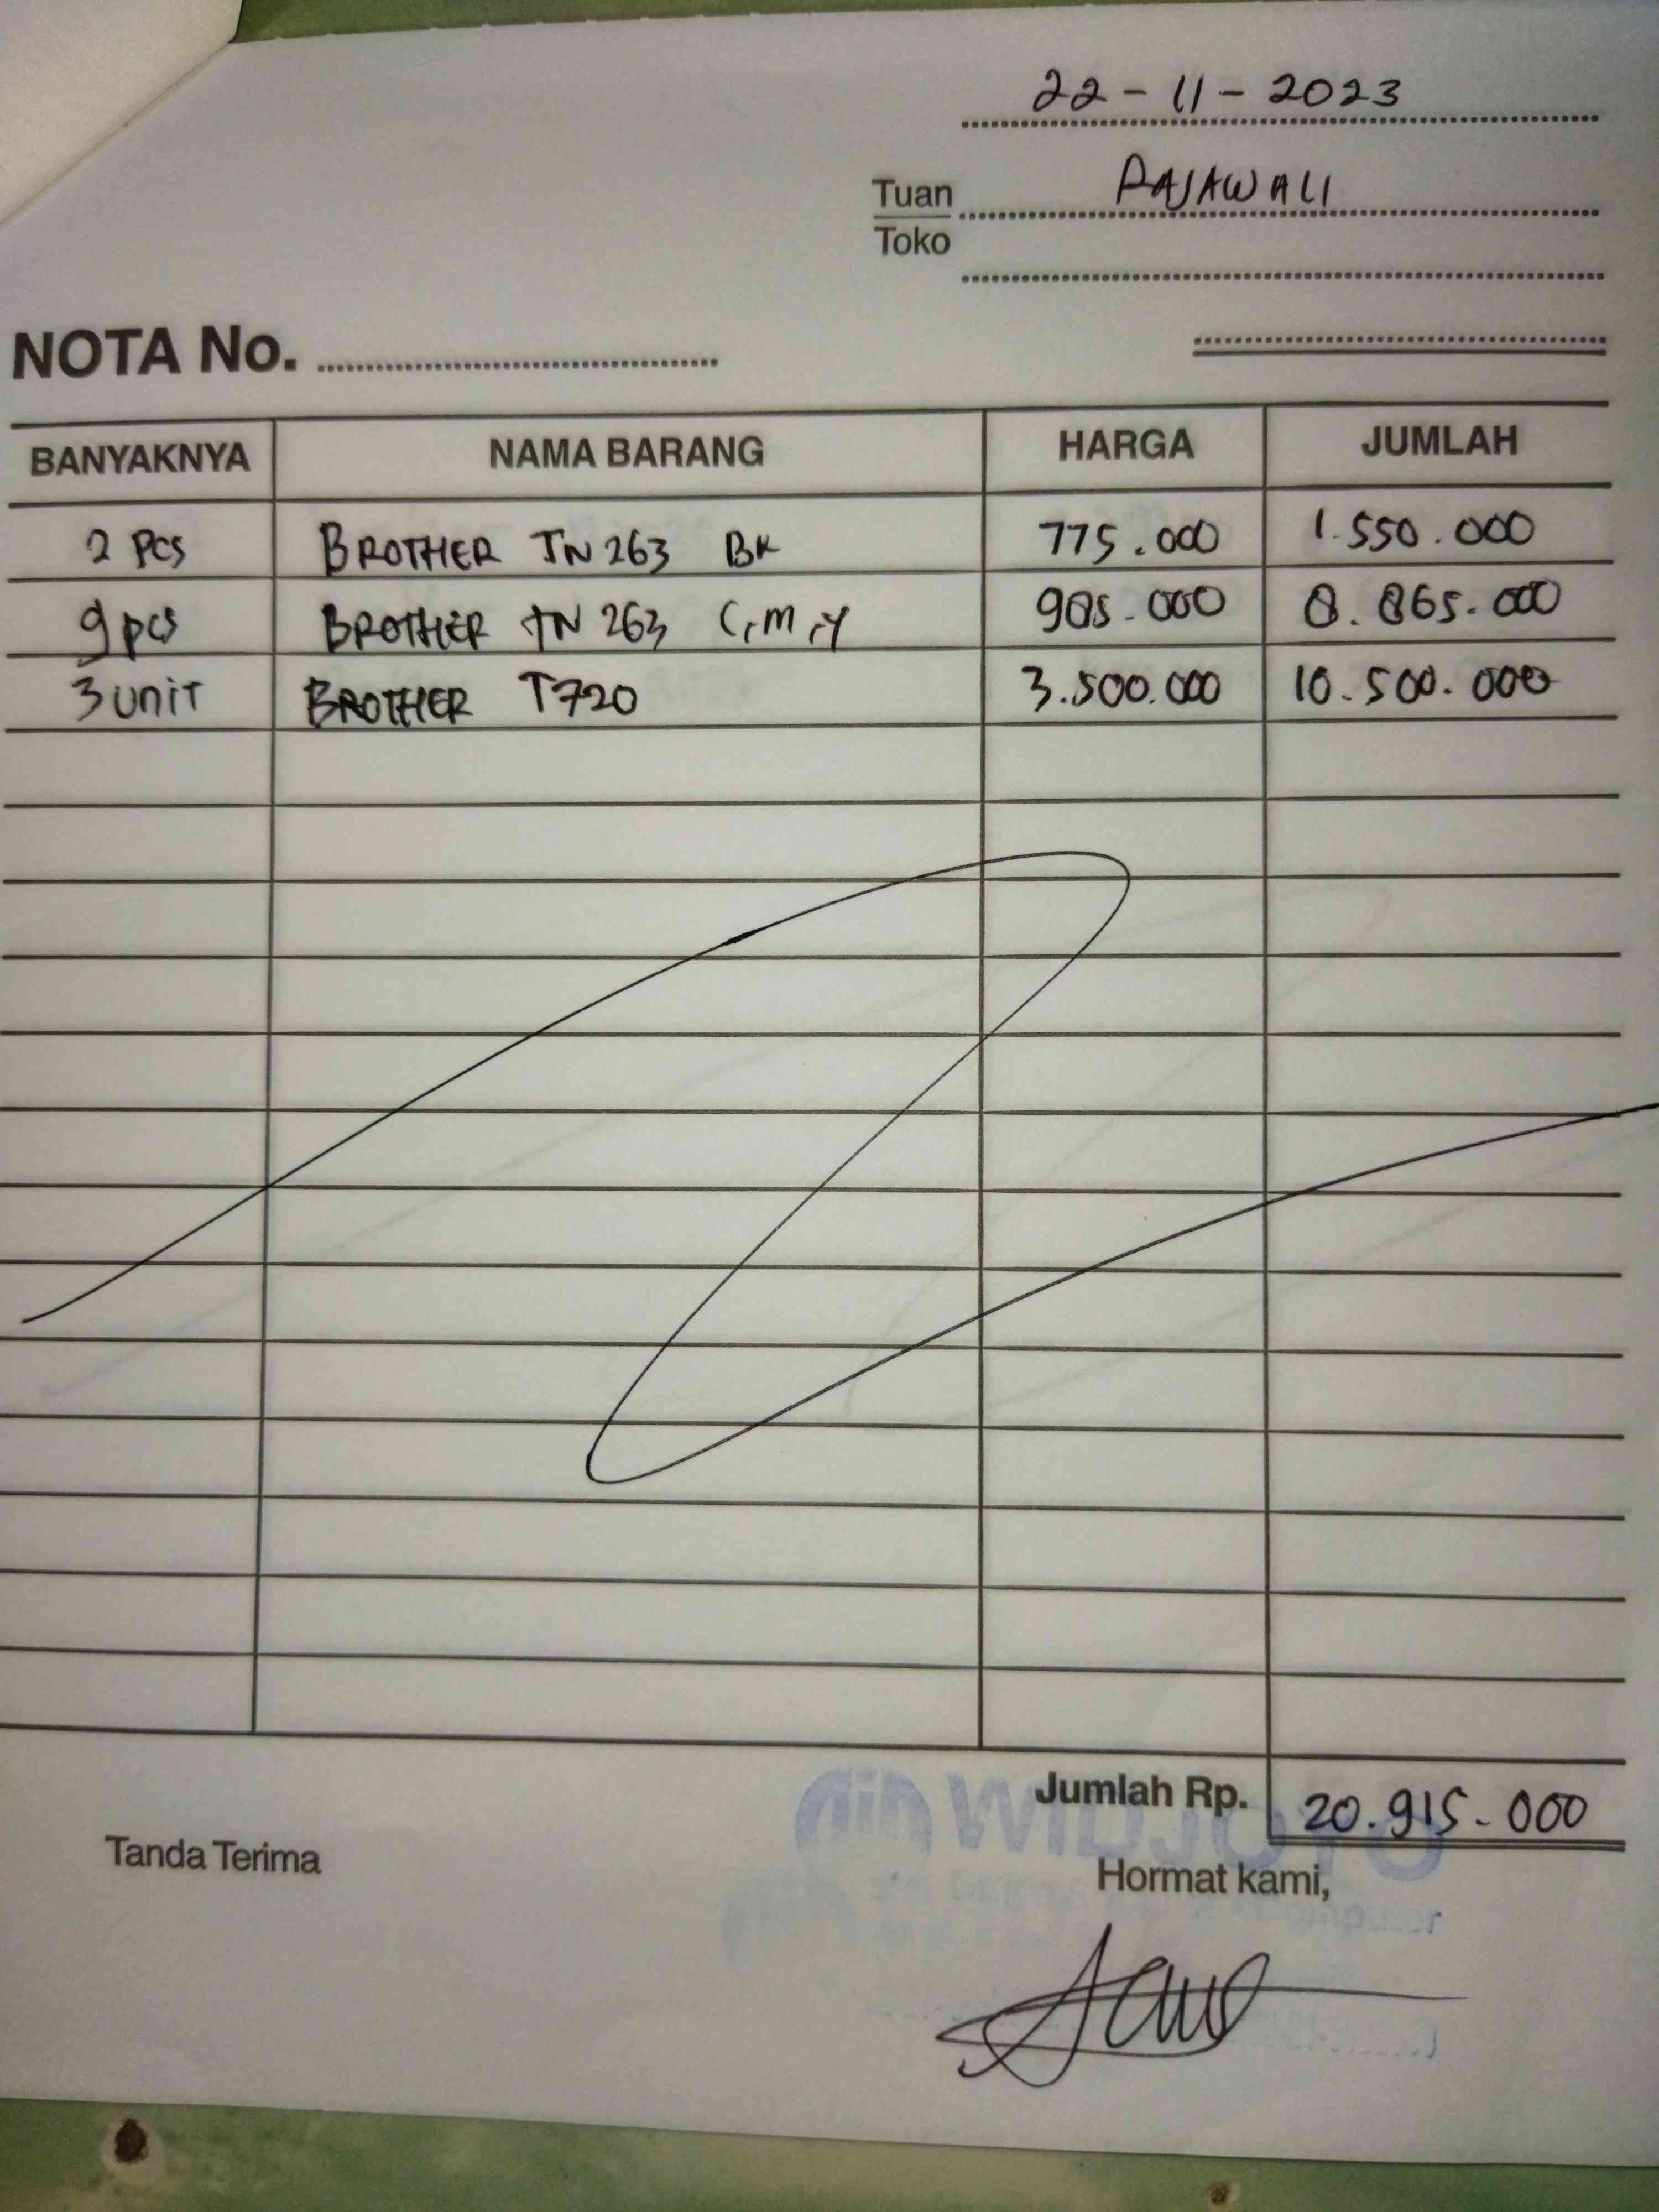 22 - 11 - 2023
Tuan RAJAWALI
Toko
NOTA No.
BANYAKNYA NAMA BARANG HARGA JUMLAH
2 PCS BROTHER TN 263 BK 775.000 1.550.000
9 pcs BROTHER TN 263 C,M,Y 985.000 8.865.000
3 UNIT BROTHER T720 3.500.000 10.500.000
Jumlah Rp. 20.915.000
Tanda Terima
Hormat kami,
WIDJOYO